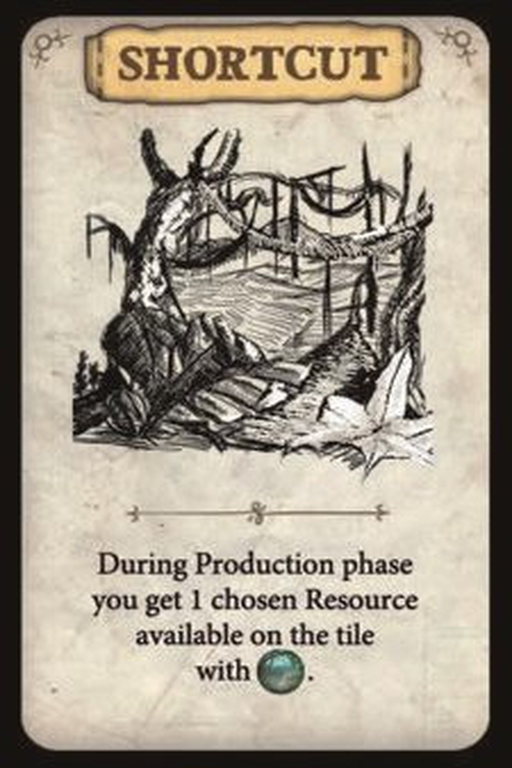 SHORTCUT
During Production phase
you get 1 chosen Resource
available on the tile
with .